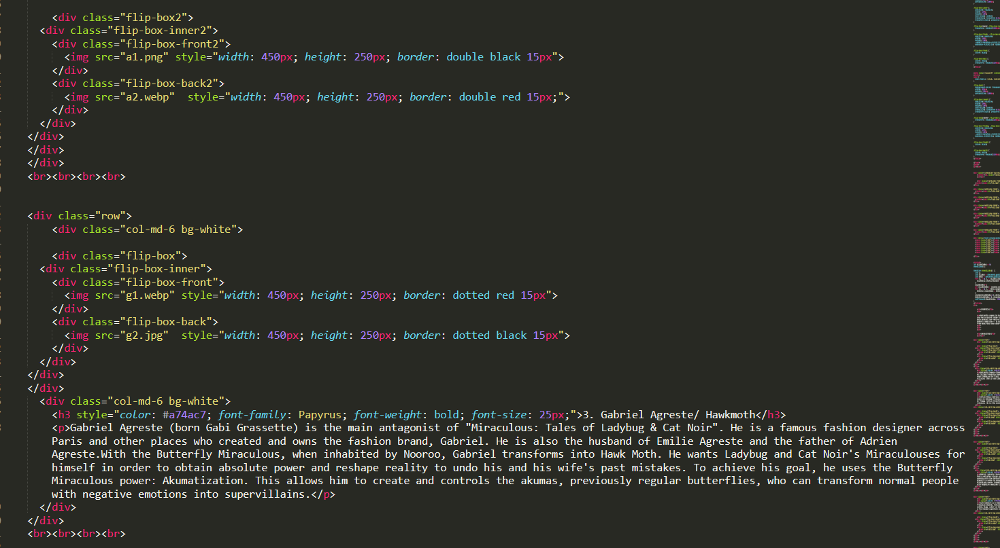 <div class="flip-box2">
<div class="flip-box-inner2">
<div class="flip-box-front2">
<img src="a1.png" style="width: 450px; height: 250px; border: double black 15px">
</div>
<div class="flip-box-back2">
<img src="a2.webp"  style="width: 450px; height: 250px; border: double red 15px;">
</div>
</div>
</div>
</div>
</div>
<br><br><br><br>
<div class="row">
<div class="col-md-6 bg-white">
<div class="flip-box">
<div class="flip-box-inner">
<div class="flip-box-front">
<img src="g1.webp" style="width: 450px; height: 250px; border: dotted red 15px">
</div>
<div class="flip-box-back">
<img src="g2.jpg"  style="width: 450px; height: 250px; border: dotted black 15px">
</div>
</div>
</div>
</div>
<div class="col-md-6 bg-white">
<h3 style="color: #a74ac7; font-family: Papyrus; font-weight: bold; font-size: 25px;">3. Gabriel Agreste/ Hawkmoth</h3>
<p>Gabriel Agreste (born Gabi Grassette) is the main antagonist of "Miraculous: Tales of Ladybug & Cat Noir". He is a famous fashion designer across
Paris and other places who created and owns the fashion brand, Gabriel. He is also the husband of Emilie Agreste and the father of Adrien
Agreste.With the Butterfly Miraculous, when inhabited by Nooroo, Gabriel transforms into Hawk Moth. He wants Ladybug and Cat Noir's Miraculouses for
himself in order to obtain absolute power and reshape reality to undo his and his wife's past mistakes. To achieve his goal, he uses the Butterfly
Miraculous power: Akumatization. This allows him to create and controls the akumas, previously regular butterflies, who can transform normal people
with negative emotions into supervillains.</p>
</div>
</div>
<br><br><br><br>